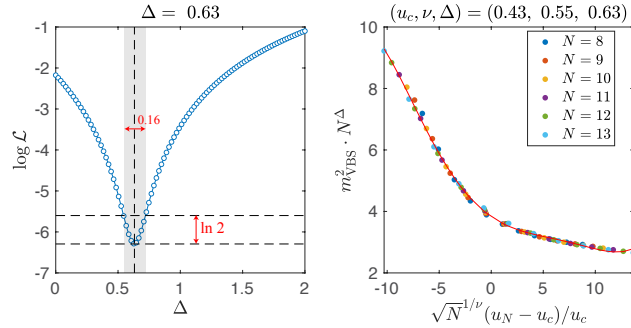 Δ = 0.63
log 𝓛
-1
-2
-3
-4
-5
-6
-7
0.16
ln 2
0
0.5
1
1.5
2
Δ
(u_c, ν, Δ) = (0.43, 0.55, 0.63)
m²_VBS · N^Δ
10
8
6
4
2
N = 8
N = 9
N = 10
N = 11
N = 12
N = 13
-10
-5
0
5
10
√N^{1/ν}(u_N − u_c)/u_c